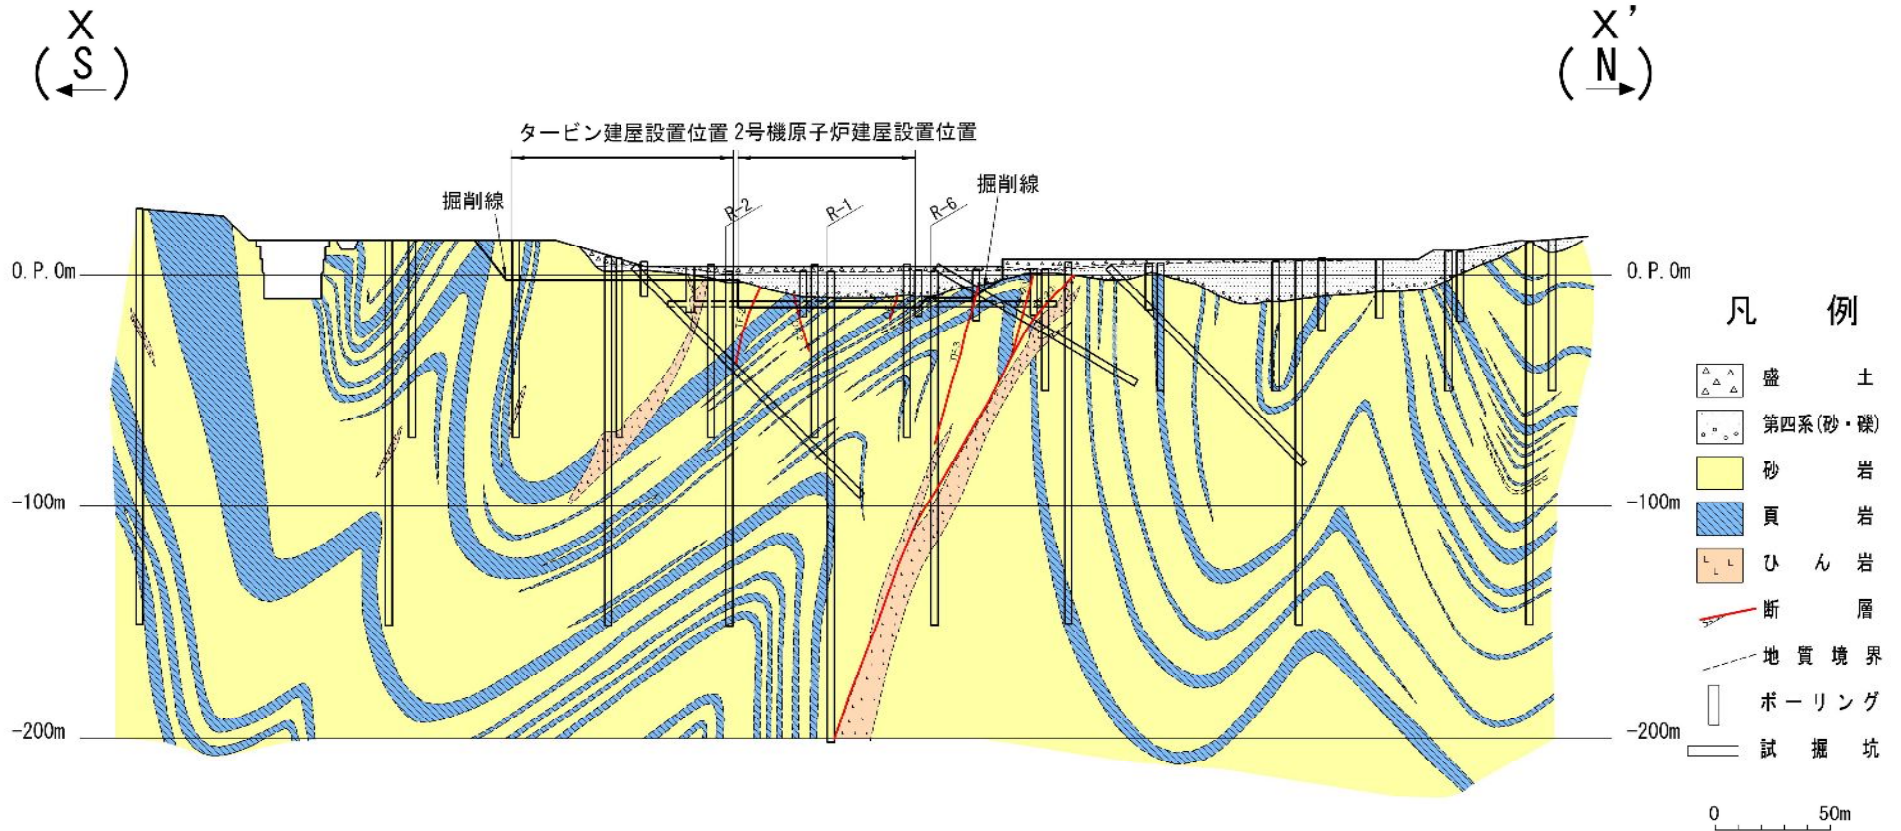 X
(S)
X'
(N)
タービン建屋設置位置 2号機原子炉建屋設置位置
掘削線
掘削線
R-2
R-1
R-6
O.P.0m
O.P.0m
-100m
-100m
-200m
-200m
凡 例
盛 土
第四系(砂・礫)
砂 岩
頁 岩
ひ ん 岩
断 層
地 質 境 界
ボーリング
試 掘 坑
0 50m